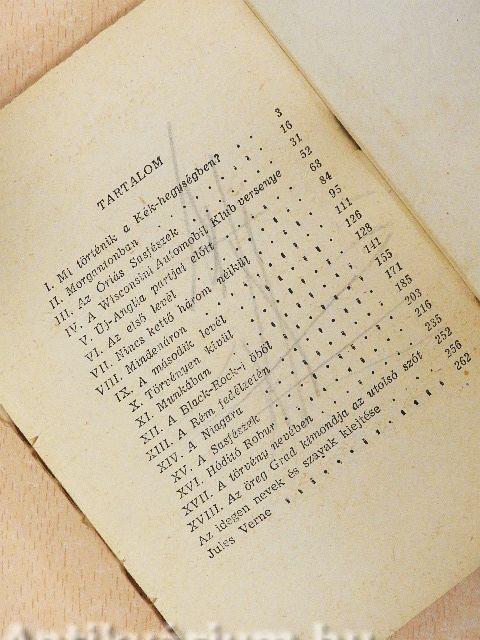 TARTALOM
I. Mi történik a Kék-hegységben? . . 3
II. Morgantonban . . . . . . 16
III. Az Óriás Sasfészek . . . . . 31
IV. A Wisconsini Automobil Klub versenye 52
V. Új-Anglia partjai előtt . . . . 68
VI. Az első levél . . . . . . 84
VII. Nincs kettő három nélkül . . . 95
VIII. Mindenáron . . . . . . 111
IX. A második levél . . . . . 126
X. Törvényen kívül . . . . . 128
XI. Munkában . . . . . . 141
XII. A Black-Rock-i öböl . . . . 155
XIII. A Rém fedélzetén . . . . 171
XIV. A Niagara . . . . . . 185
XV. A Sasfészek . . . . . . 203
XVI. Hódító Robur . . . . . 216
XVII. A törvény nevében . . . . 235
XVIII. Az öreg Grad kimondja az utolsó szót 252
Az idegen nevek és szavak kiejtése . . 256
Jules Verne . . . . . . . . 262
Antikvarium.hu